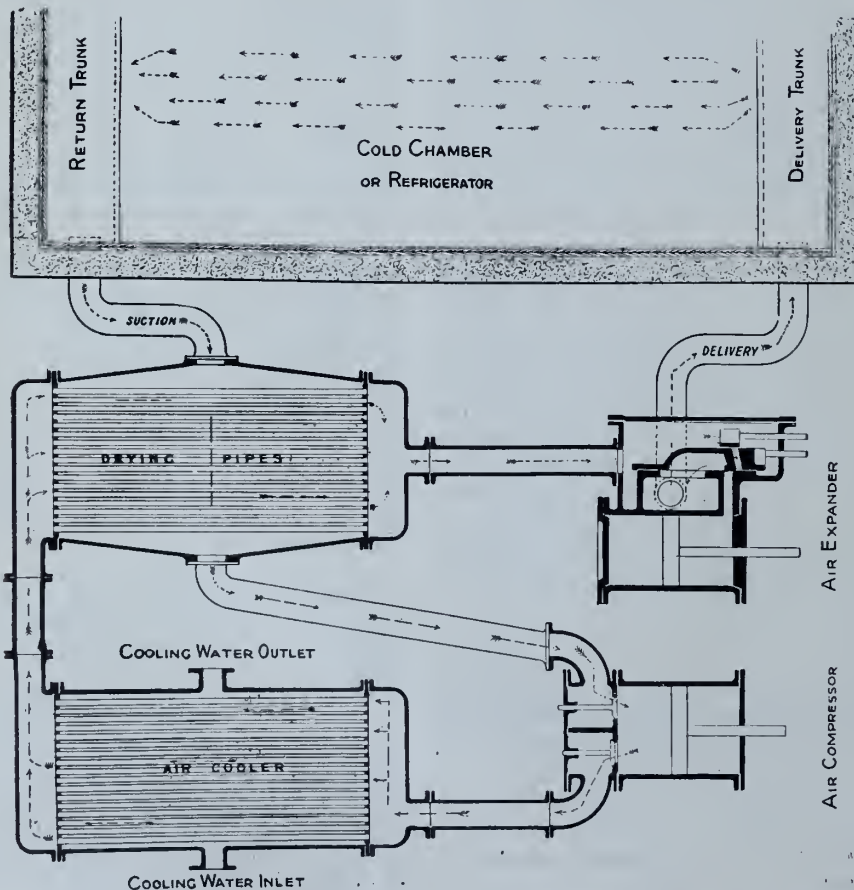 RETURN TRUNK
COLD CHAMBER
OR REFRIGERATOR
DELIVERY TRUNK
SUCTION
DELIVERY
DRYING PIPES
AIR EXPANDER
COOLING WATER OUTLET
AIR COOLER
AIR COMPRESSOR
COOLING WATER INLET